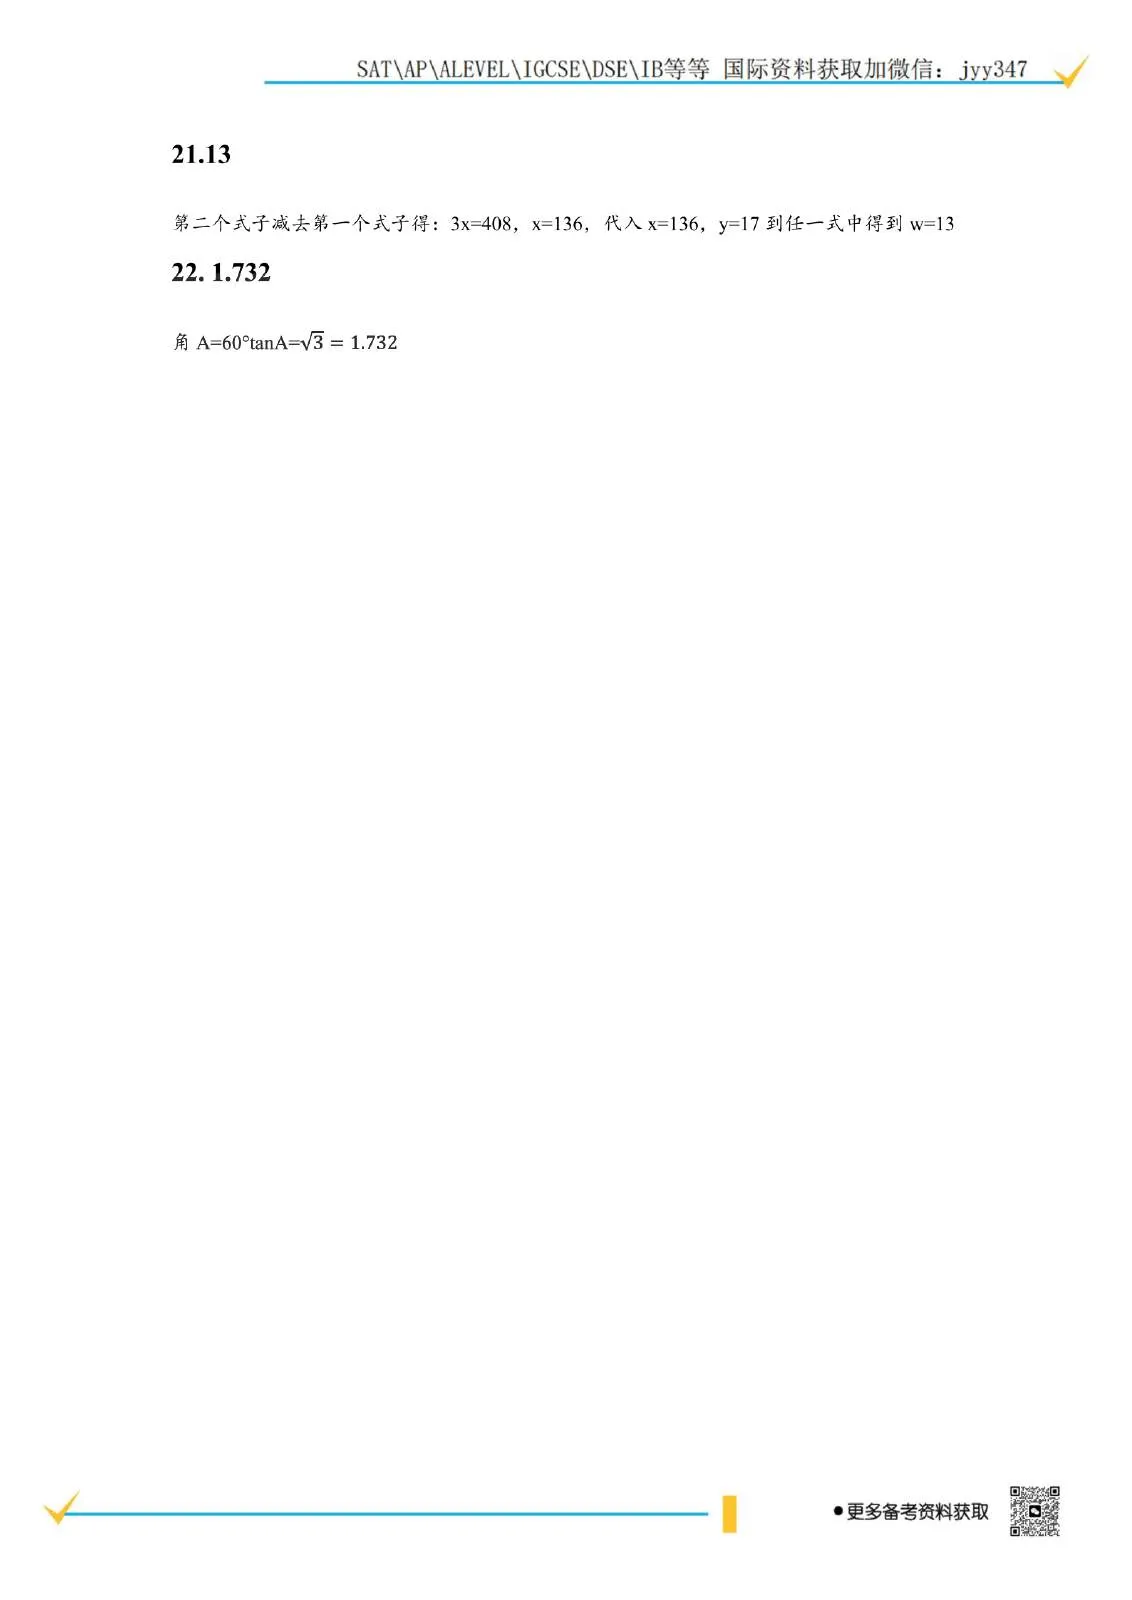 SAT\AP\ALEVEL\IGCSE\DSE\IB等等 国际资料获取加微信：jyy347
21.13
第二个式子减去第一个式子得：3x=408，x=136，代入 x=136，y=17 到任一式中得到 w=13
22. 1.732
角 A=60°tanA=√3 = 1.732
●更多备考资料获取